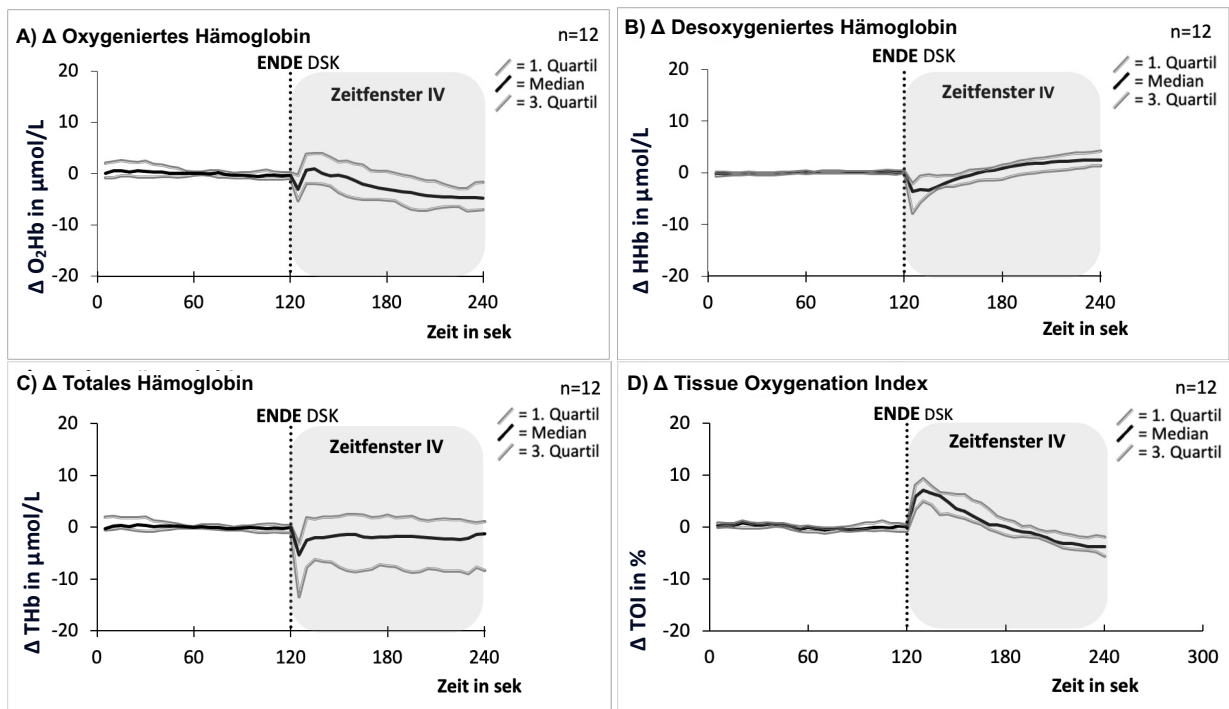 A) Δ Oxygeniertes Hämoglobin
n=12
ENDE DSK
= 1. Quartil
= Median
= 3. Quartil
Zeitfenster IV
Δ O₂Hb in µmol/L
20
10
0
-10
-20
0 60 120 180 240
Zeit in sek
B) Δ Desoxygeniertes Hämoglobin
n=12
ENDE DSK
= 1. Quartil
= Median
= 3. Quartil
Zeitfenster IV
Δ HHb in µmol/L
20
10
0
-10
-20
0 60 120 180 240
Zeit in sek
C) Δ Totales Hämoglobin
n=12
ENDE DSK
= 1. Quartil
= Median
= 3. Quartil
Zeitfenster IV
Δ THb in µmol/L
20
10
0
-10
-20
0 60 120 180 240
Zeit in sek
D) Δ Tissue Oxygenation Index
n=12
ENDE DSK
= 1. Quartil
= Median
= 3. Quartil
Zeitfenster IV
Δ TOI in %
20
10
0
-10
-20
0 60 120 180 240 300
Zeit in sek